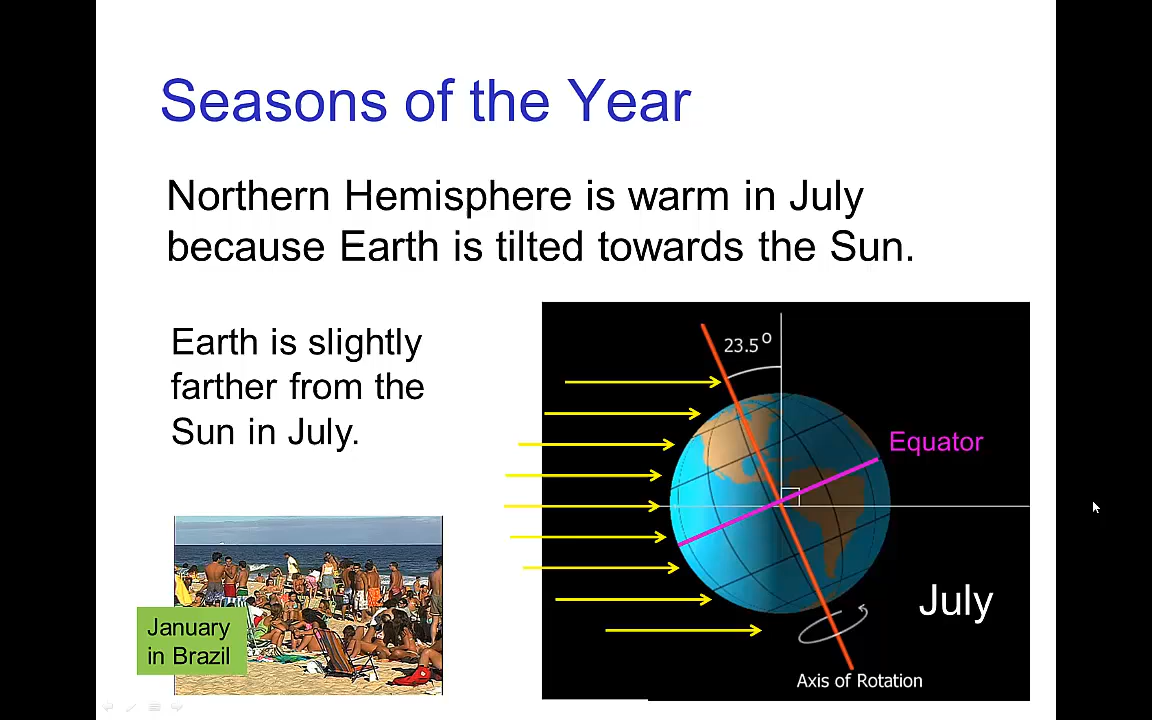 Seasons of the Year
Northern Hemisphere is warm in July
because Earth is tilted towards the Sun.
Earth is slightly
farther from the
Sun in July.
23.5°
Equator
July
Axis of Rotation
January
in Brazil